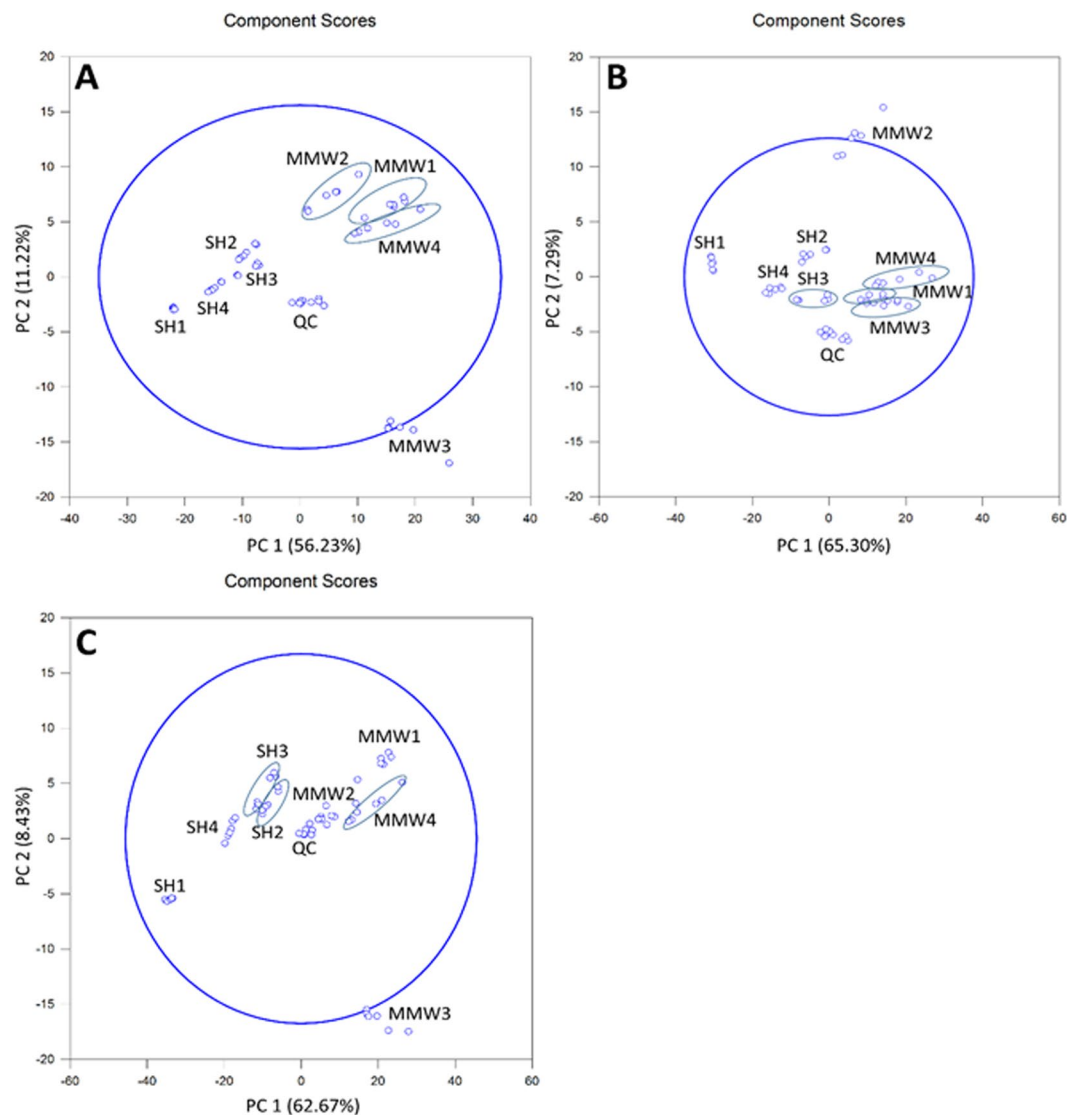 Component Scores
A
20
15
10
5
0
-5
-10
-15
-20
PC 2 (11.22%)
MMW2
MMW1
MMW4
SH2
SH3
SH4
SH1
QC
MMW3
-40
-30
-20
-10
0
10
20
30
40
PC 1 (56.23%)
Component Scores
B
20
15
10
5
0
-5
-10
-15
-20
PC 2 (7.29%)
MMW2
SH1
SH2
MMW4
SH4
SH3
MMW1
MMW3
QC
-60
-40
-20
0
20
40
60
PC 1 (65.30%)
Component Scores
C
20
15
10
5
0
-5
-10
-15
-20
PC 2 (8.43%)
MMW1
SH3
MMW2
SH4
SH2
MMW4
QC
SH1
MMW3
-60
-40
-20
0
20
40
60
PC 1 (62.67%)